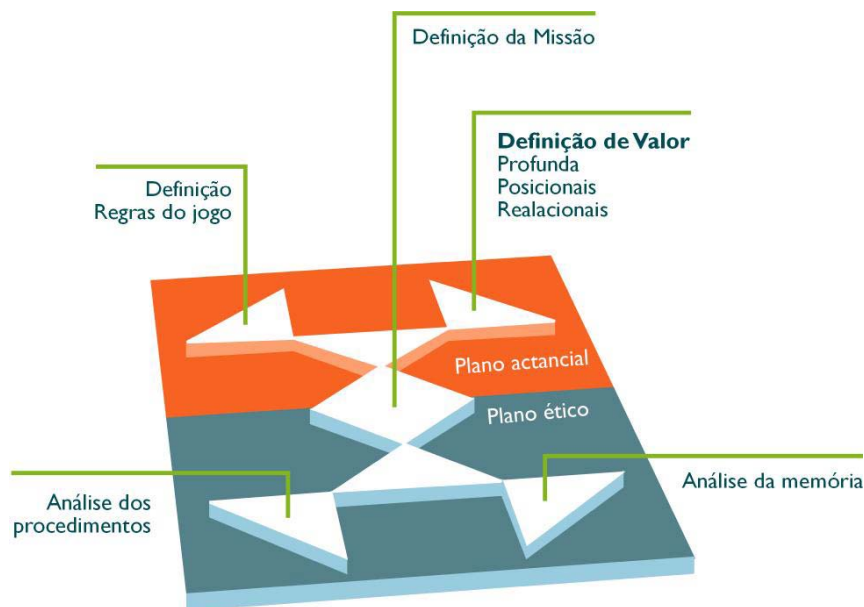 Definição da Missão
Definição de Valor
Profunda
Posicionais
Realacionais
Definição
Regras do jogo
Plano actancial
Plano ético
Análise dos
procedimentos
Análise da memória